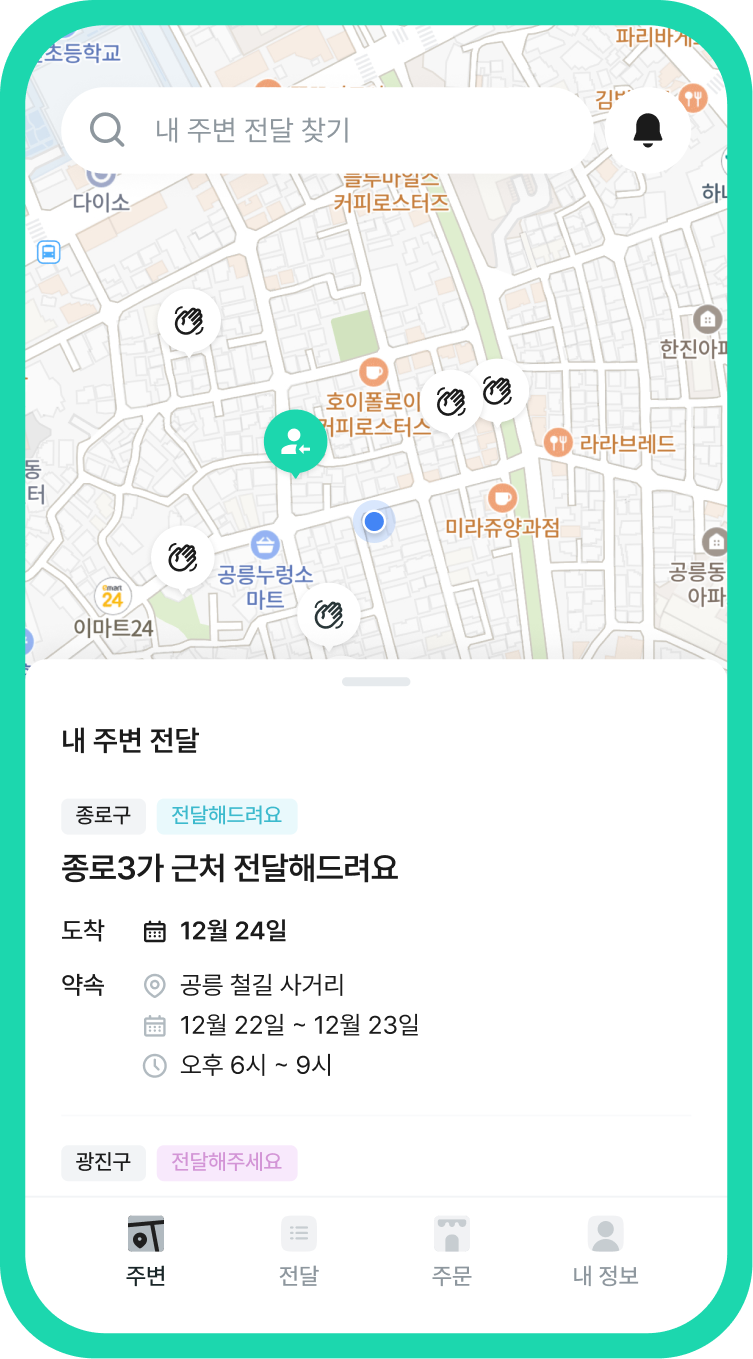 초등학교
파리바게
내 주변 전달 찾기
다이소
블루마일스
커피로스터즈
한진아파
호이폴로이
커피로스터스
라라브레드
동
터
미라쥬양과점
공릉누렁소
마트
공릉동
아파
mart
24
이마트24
내 주변 전달
종로구
전달해드려요
종로3가 근처 전달해드려요
도착
12월 24일
약속
공릉 철길 사거리
12월 22일 ~ 12월 23일
오후 6시 ~ 9시
광진구
전달해주세요
주변
전달
주문
내 정보